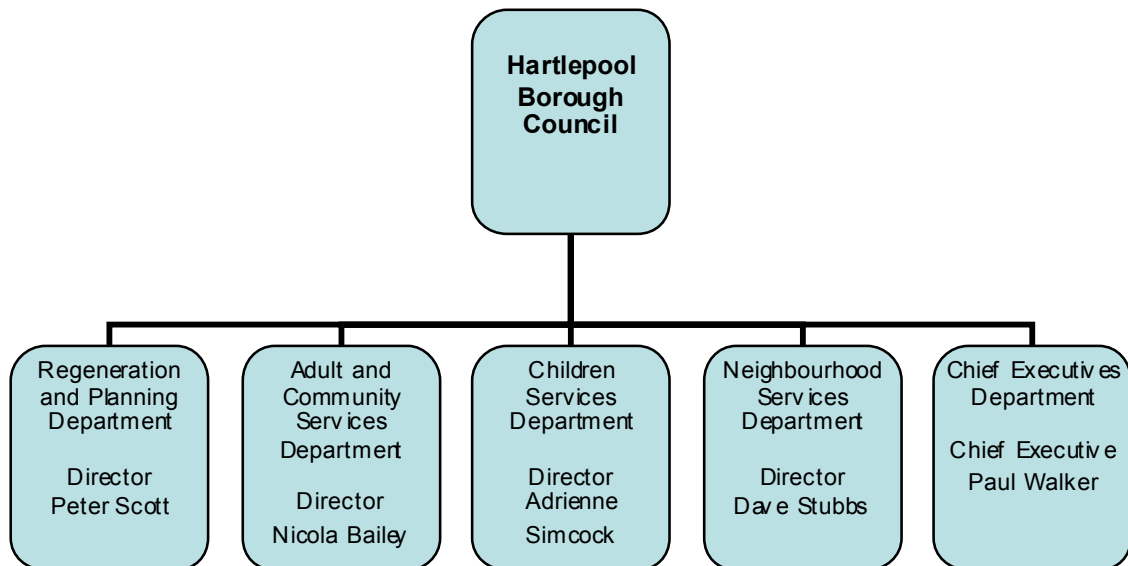 Hartlepool
Borough
Council
Regeneration
and Planning
Department
Director
Peter Scott
Adult and
Community
Services
Department
Director
Nicola Bailey
Children
Services
Department
Director
Adrienne
Simcock
Neighbourhood
Services
Department
Director
Dave Stubbs
Chief Executives
Department
Chief Executive
Paul Walker